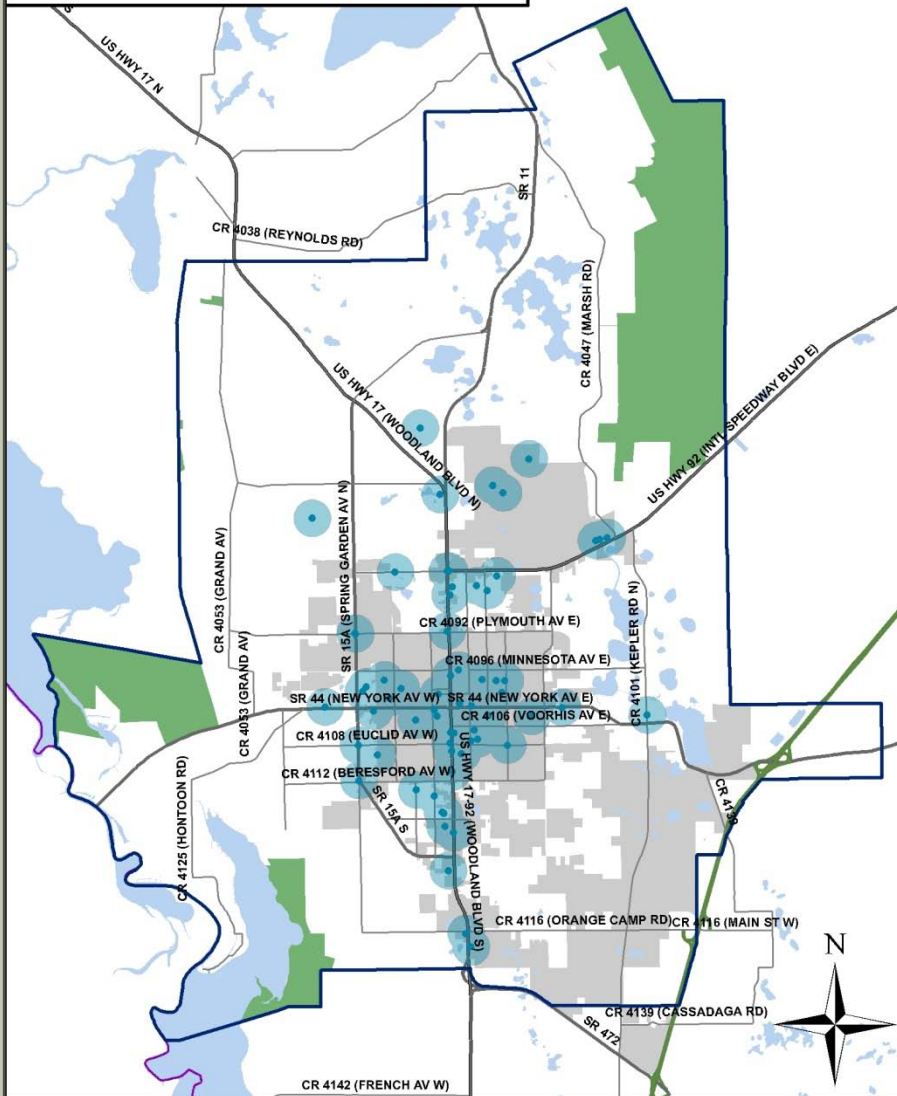 S
US HWY 17 N
SR 11
CR 4038 (REYNOLDS RD)
CR 4047 (MARSH RD)
US HWY 92 (INTL SPEEDWAY BLVD E)
US HWY 17 (WOODLAND BLVD N)
SR 15A (SPRING GARDEN AV N)
CR 4053 (GRAND AV)
CR 4092 (PLYMOUTH AV E)
CR 4101 (KEPLER RD N)
CR 4096 (MINNESOTA AV E)
CR 4053 (GRAND AV)
SR 44 (NEW YORK AV W)
SR 44 (NEW YORK AV E)
CR 4106 (VOORHIS AV E)
CR 4108 (EUCLID AV W)
CR 4112 (BERESFORD AV W)
US HWY 17-92 (WOODLAND BLVD S)
SR 15A S
CR 4125 (HONTOON RD)
CR 4139
CR 4116 (ORANGE CAMP RD)
CR 4116 (MAIN ST W)
N
CR 4139 (CASSADAGA RD)
SR 472
CR 4142 (FRENCH AV W)